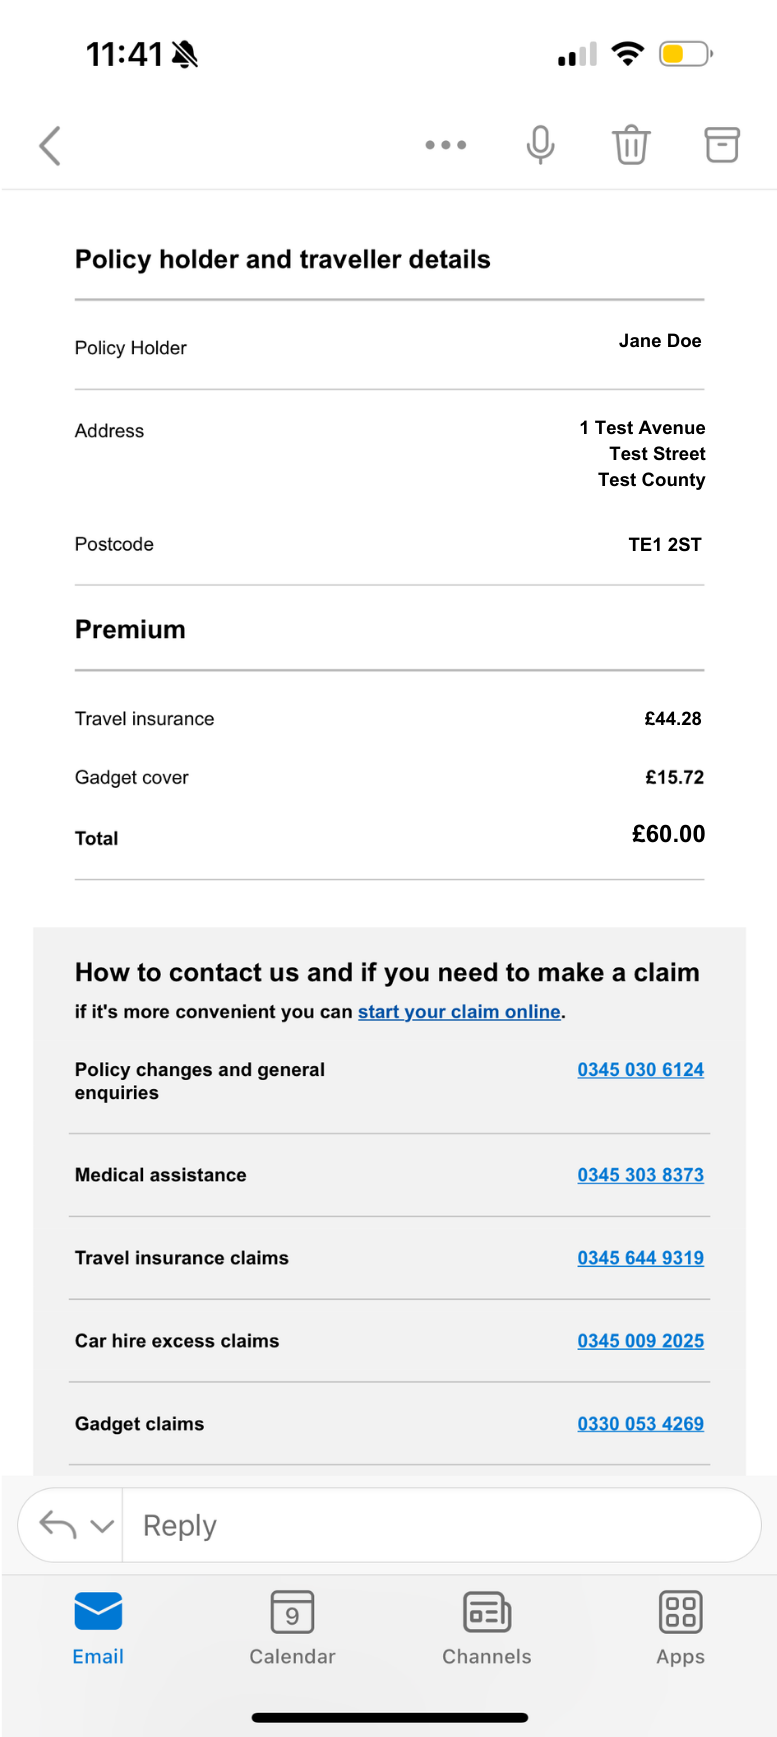 11:41
Policy holder and traveller details
Policy Holder
Jane Doe
Address
1 Test Avenue
Test Street
Test County
Postcode
TE1 2ST
Premium
Travel insurance
£44.28
Gadget cover
£15.72
Total
£60.00
How to contact us and if you need to make a claim
if it's more convenient you can start your claim online.
Policy changes and general
enquiries
0345 030 6124
Medical assistance
0345 303 8373
Travel insurance claims
0345 644 9319
Car hire excess claims
0345 009 2025
Gadget claims
0330 053 4269
Reply
9
Email
Calendar
Channels
Apps